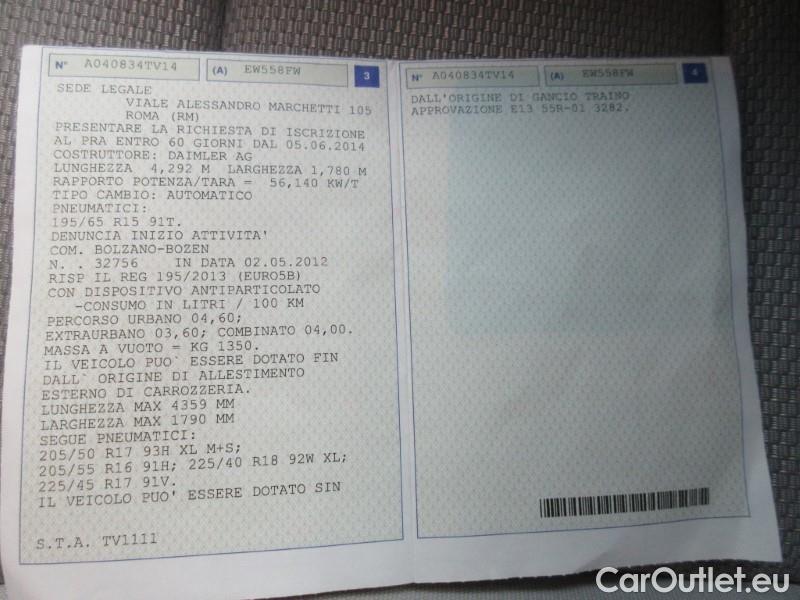 N° A040834TV14 (A) EW558FW 3
SEDE LEGALE
VIALE ALESSANDRO MARCHETTI 105
ROMA (RM)
PRESENTARE LA RICHIESTA DI ISCRIZIONE
AL PRA ENTRO 60 GIORNI DAL 05.06.2014
COSTRUTTORE: DAIMLER AG
LUNGHEZZA 4,292 M LARGHEZZA 1,780 M
RAPPORTO POTENZA/TARA = 56,140 KW/T
TIPO CAMBIO: AUTOMATICO
PNEUMATICI:
195/65 R15 91T.
DENUNCIA INIZIO ATTIVITA'
COM. BOLZANO-BOZEN
N. . 32756 IN DATA 02.05.2012
RISP IL REG 195/2013 (EURO5B)
CON DISPOSITIVO ANTIPARTICOLATO
-CONSUMO IN LITRI / 100 KM
PERCORSO URBANO 04,60;
EXTRAURBANO 03,60; COMBINATO 04,00.
MASSA A VUOTO = KG 1350.
IL VEICOLO PUO` ESSERE DOTATO FIN
DALL` ORIGINE DI ALLESTIMENTO
ESTERNO DI CARROZZERIA.
LUNGHEZZA MAX 4359 MM
LARGHEZZA MAX 1790 MM
SEGUE PNEUMATICI:
205/50 R17 93H XL M+S;
205/55 R16 91H; 225/40 R18 92W XL;
225/45 R17 91V.
IL VEICOLO PUO' ESSERE DOTATO SIN
S.T.A. TV1111
N° A040834TV14 (A) EW558FW 4
DALL'ORIGINE DI GANCIO TRAINO
APPROVAZIONE E13 55R-01 3282.
CarOutlet.eu